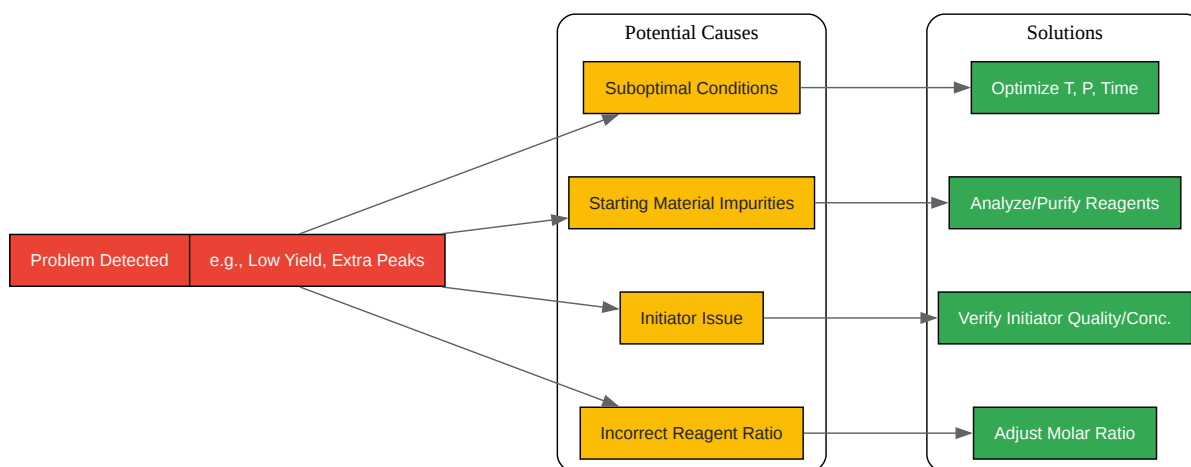 Potential Causes
Solutions
Suboptimal Conditions
Optimize T, P, Time
Starting Material Impurities
Analyze/Purify Reagents
Problem Detected
e.g., Low Yield, Extra Peaks
Initiator Issue
Verify Initiator Quality/Conc.
Incorrect Reagent Ratio
Adjust Molar Ratio